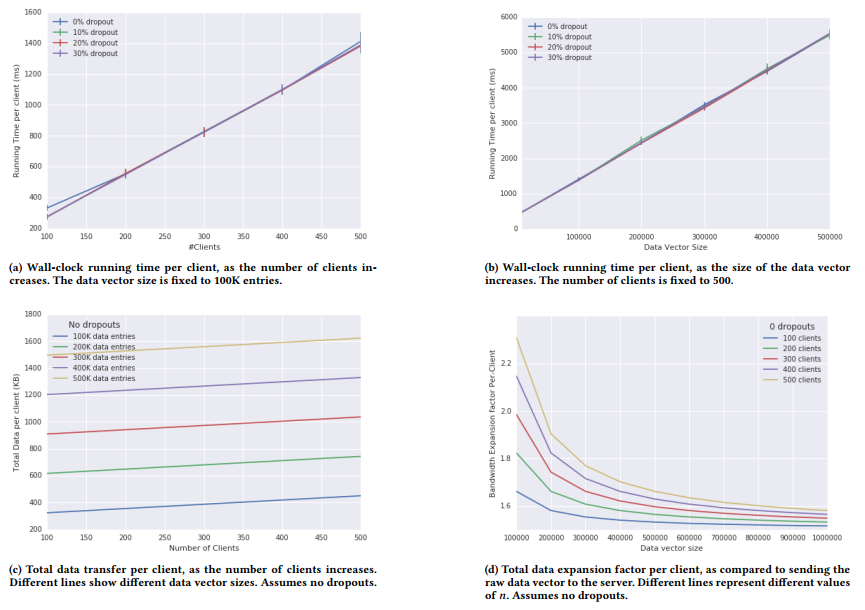 1600
1400
1200
1000
800
600
400
200
Running Time per client (ms)
0% dropout
10% dropout
20% dropout
30% dropout
100 150 200 250 300 350 400 450 500
#Clients
(a) Wall-clock running time per client, as the number of clients in-
creases. The data vector size is fixed to 100K entries.
6000
5000
4000
3000
2000
1000
0
Running Time per client (ms)
0% dropout
10% dropout
20% dropout
30% dropout
100000 200000 300000 400000 500000
Data Vector Size
(b) Wall-clock running time per client, as the size of the data vector
increases. The number of clients is fixed to 500.
1800
1600
1400
1200
1000
800
600
400
200
Total Data per client (KB)
No dropouts
100K data entries
200K data entries
300K data entries
400K data entries
500K data entries
100 150 200 250 300 350 400 450 500
Number of Clients
(c) Total data transfer per client, as the number of clients increases.
Different lines show different data vector sizes. Assumes no dropouts.
2.2
2.0
1.8
1.6
Bandwidth Expansion factor Per-Client
0 dropouts
100 clients
200 clients
300 clients
400 clients
500 clients
100000 200000 300000 400000 500000 600000 700000 800000 900000 1000000
Data vector size
(d) Total data expansion factor per client, as compared to sending the
raw data vector to the server. Different lines represent different values
of n. Assumes no dropouts.